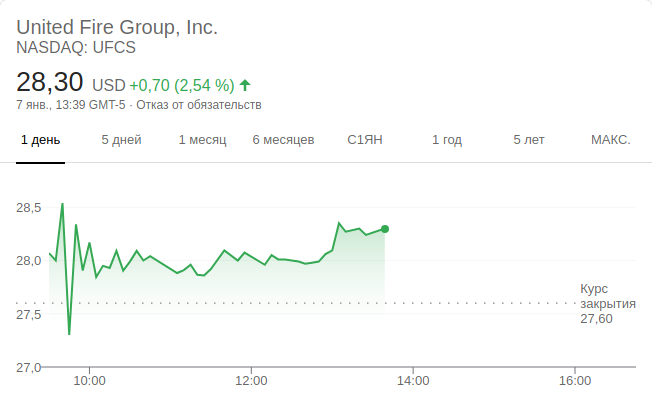 United Fire Group, Inc.
NASDAQ: UFCS
28,30 USD +0,70 (2,54 %)
7 янв., 13:39 GMT-5 · Отказ от обязательств
1 день 5 дней 1 месяц 6 месяцев С1ЯН 1 год 5 лет МАКС.
28,5
28,0
27,5
27,0
Курс
закрытия
27,60
10:00 12:00 14:00 16:00